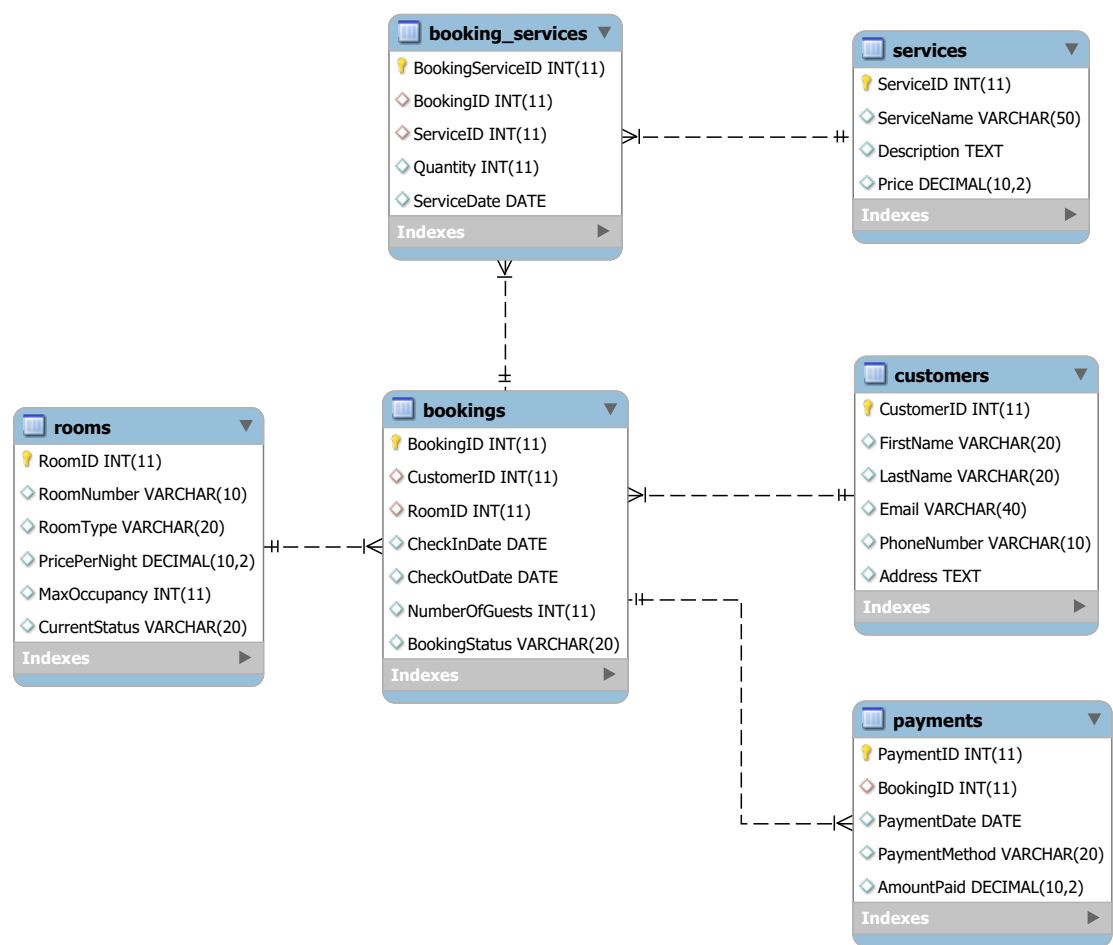 booking_services
BookingServiceID INT(11)
BookingID INT(11)
ServiceID INT(11)
Quantity INT(11)
ServiceDate DATE
Indexes
services
ServiceID INT(11)
ServiceName VARCHAR(50)
Description TEXT
Price DECIMAL(10,2)
Indexes
rooms
RoomID INT(11)
RoomNumber VARCHAR(10)
RoomType VARCHAR(20)
PricePerNight DECIMAL(10,2)
MaxOccupancy INT(11)
CurrentStatus VARCHAR(20)
Indexes
bookings
BookingID INT(11)
CustomerID INT(11)
RoomID INT(11)
CheckInDate DATE
CheckOutDate DATE
NumberOfGuests INT(11)
BookingStatus VARCHAR(20)
Indexes
customers
CustomerID INT(11)
FirstName VARCHAR(20)
LastName VARCHAR(20)
Email VARCHAR(40)
PhoneNumber VARCHAR(10)
Address TEXT
Indexes
payments
PaymentID INT(11)
BookingID INT(11)
PaymentDate DATE
PaymentMethod VARCHAR(20)
AmountPaid DECIMAL(10,2)
Indexes